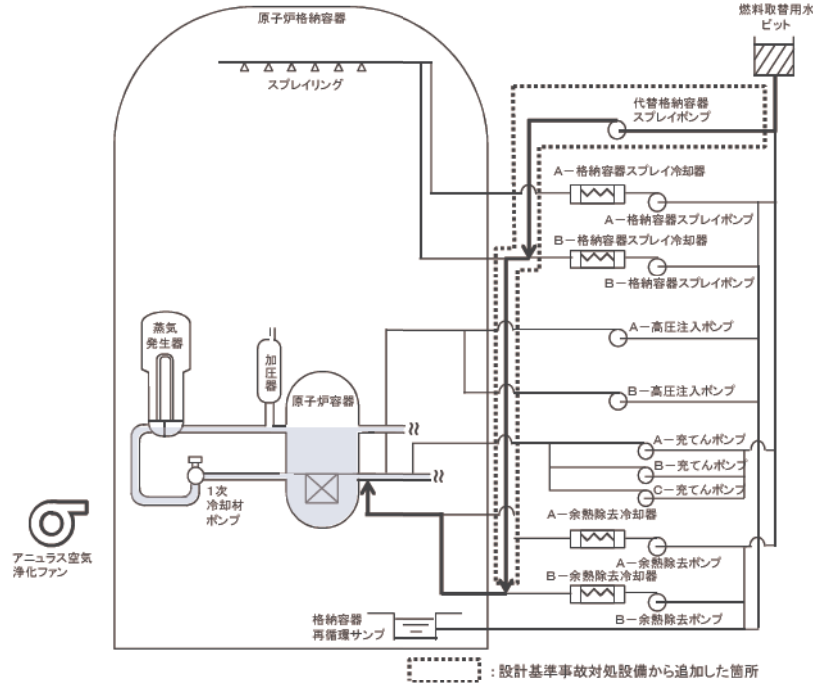 原子炉格納容器
燃料取替用水
ピット
スプレイリング
代替格納容器
スプレイポンプ
A－格納容器スプレイ冷却器
A－格納容器スプレイポンプ
B－格納容器スプレイ冷却器
B－格納容器スプレイポンプ
蒸気
発生器
加圧器
原子炉容器
A－高圧注入ポンプ
B－高圧注入ポンプ
A－充てんポンプ
B－充てんポンプ
C－充てんポンプ
1次
冷却材
ポンプ
アニュラス空気
浄化ファン
A－余熱除去冷却器
A－余熱除去ポンプ
B－余熱除去冷却器
B－余熱除去ポンプ
格納容器
再循環サンプ
：設計基準事故対処設備から追加した箇所